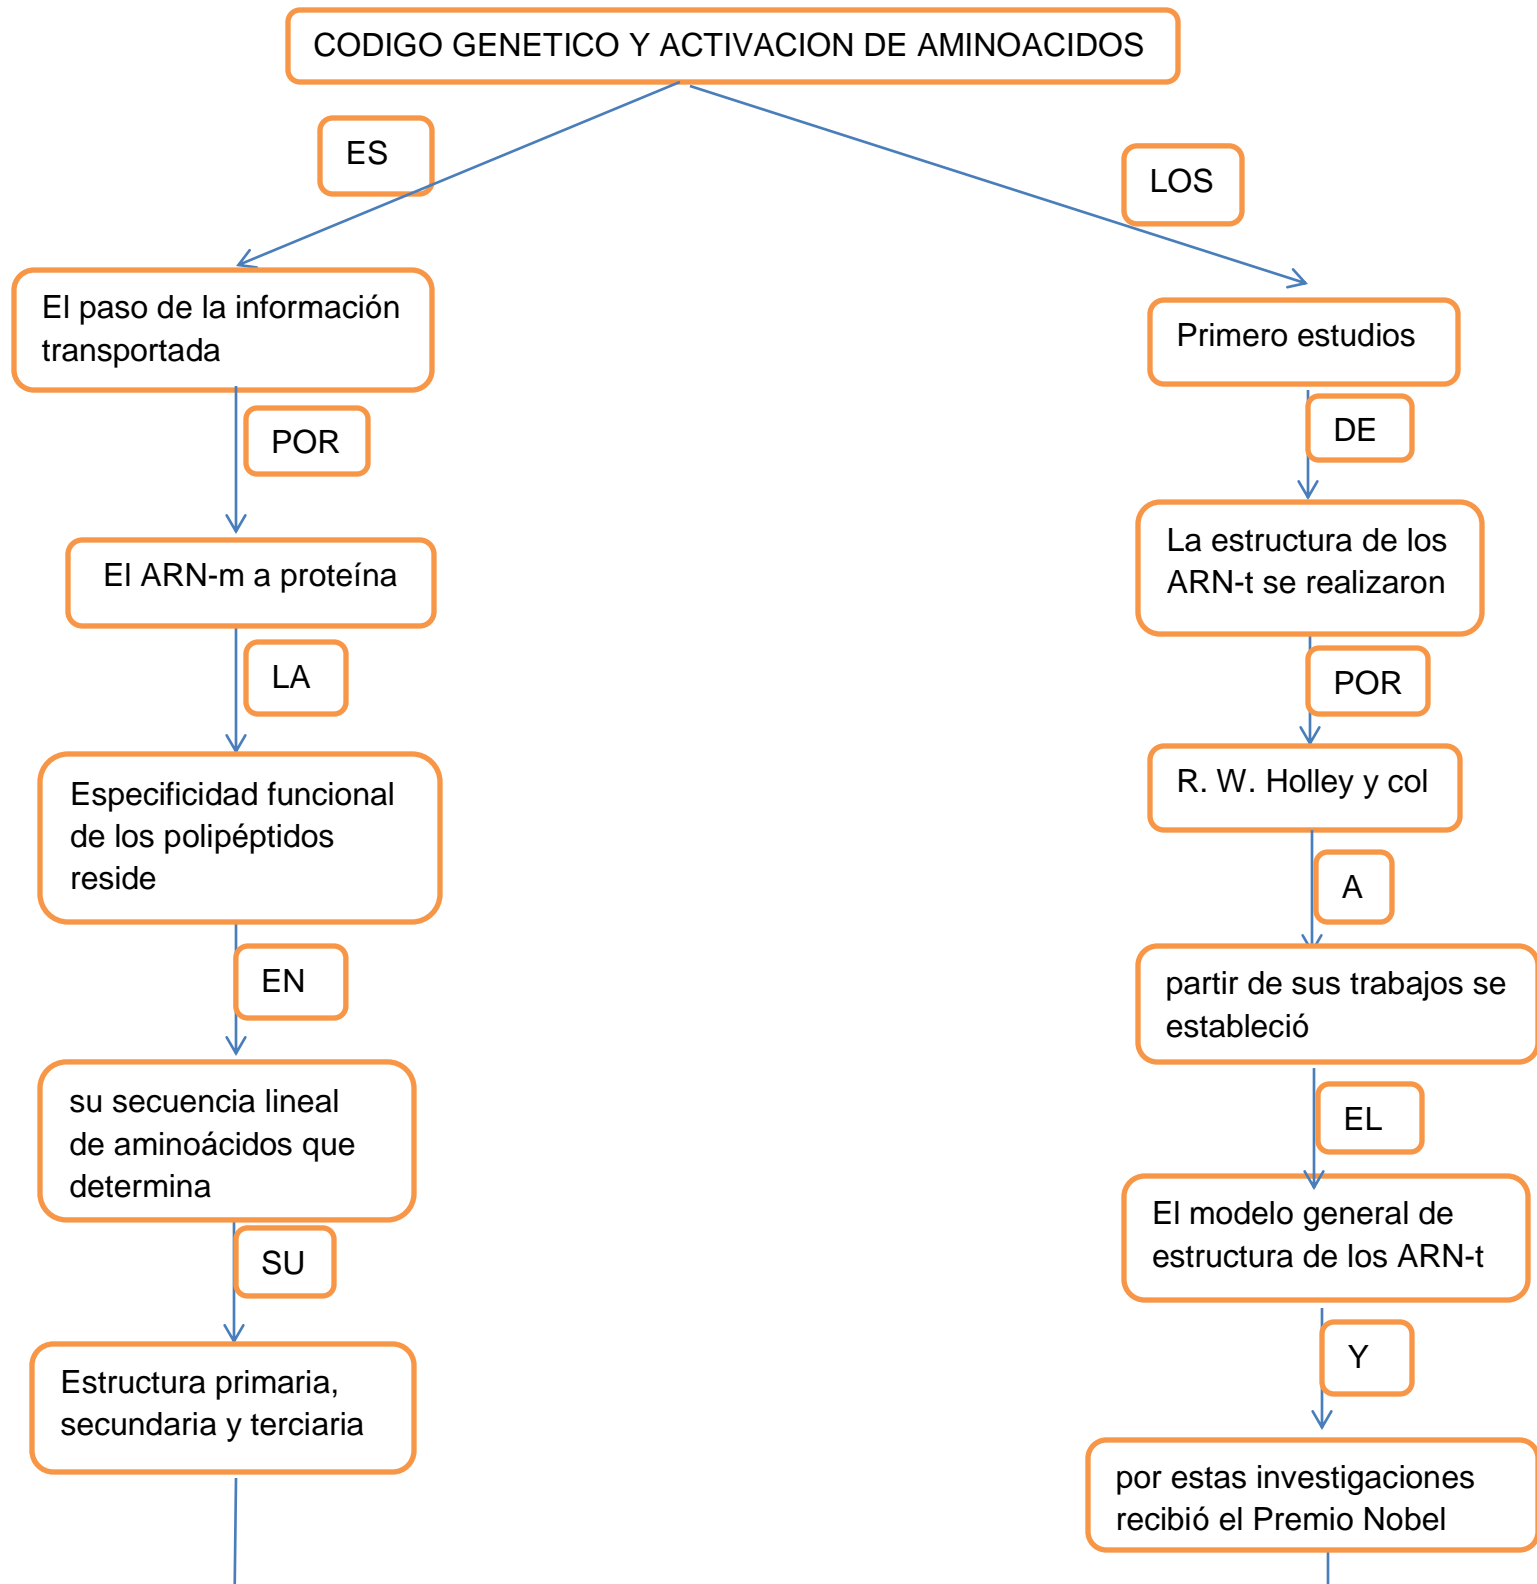 CODIGO GENETICO Y ACTIVACION DE AMINOACIDOS
ES
El paso de la información
transportada
POR
El ARN-m a proteína
LA
Especificidad funcional
de los polipéptidos
reside
EN
su secuencia lineal
de aminoácidos que
determina
SU
Estructura primaria,
secundaria y terciaria
LOS
Primero estudios
DE
La estructura de los
ARN-t se realizaron
POR
R. W. Holley y col
A
partir de sus trabajos se
estableció
EL
El modelo general de
estructura de los ARN-t
Y
por estas investigaciones
recibió el Premio Nobel